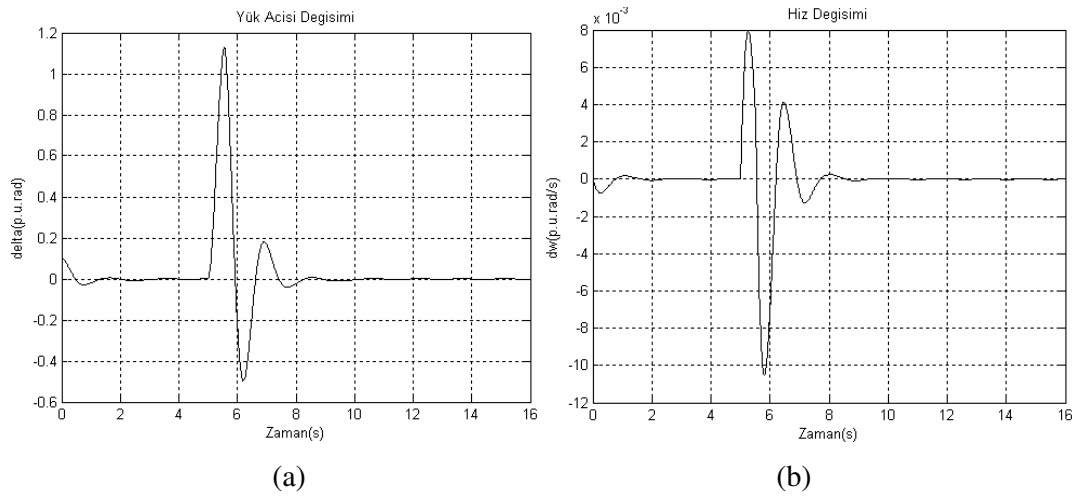 Yük Acisi Degisimi
1.2
1
0.8
0.6
0.4
0.2
0
-0.2
-0.4
-0.6
delta(p.u.rad)
0 2 4 6 8 10 12 14 16
Zaman(s)
(a)
x 10⁻³
Hiz Degisimi
8
6
4
2
0
-2
-4
-6
-8
-10
-12
dw(p.u.rad/s)
0 2 4 6 8 10 12 14 16
Zaman(s)
(b)